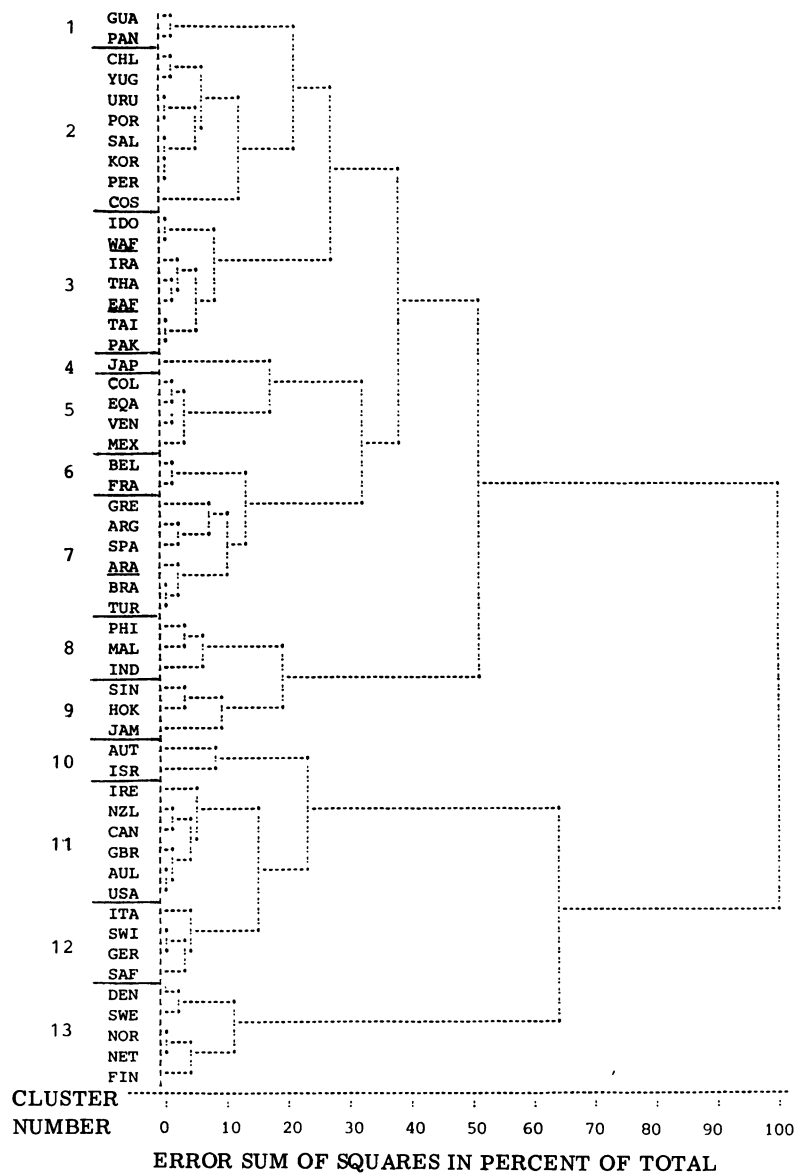 1
GUA
PAN
CHL
YUG
URU
POR
2
SAL
KOR
PER
COS
IDO
WAF
IRA
3
THA
EAF
TAI
PAK
4
JAP
COL
EQA
5
VEN
MEX
BEL
6
FRA
GRE
ARG
SPA
7
ARA
BRA
TUR
PHI
8
MAL
IND
SIN
9
HOK
JAM
AUT
10
ISR
IRE
NZL
CAN
11
GBR
AUL
USA
ITA
SWI
12
GER
SAF
DEN
SWE
13
NOR
NET
FIN
CLUSTER
NUMBER 0 10 20 30 40 50 60 70 80 90 100
ERROR SUM OF SQUARES IN PERCENT OF TOTAL